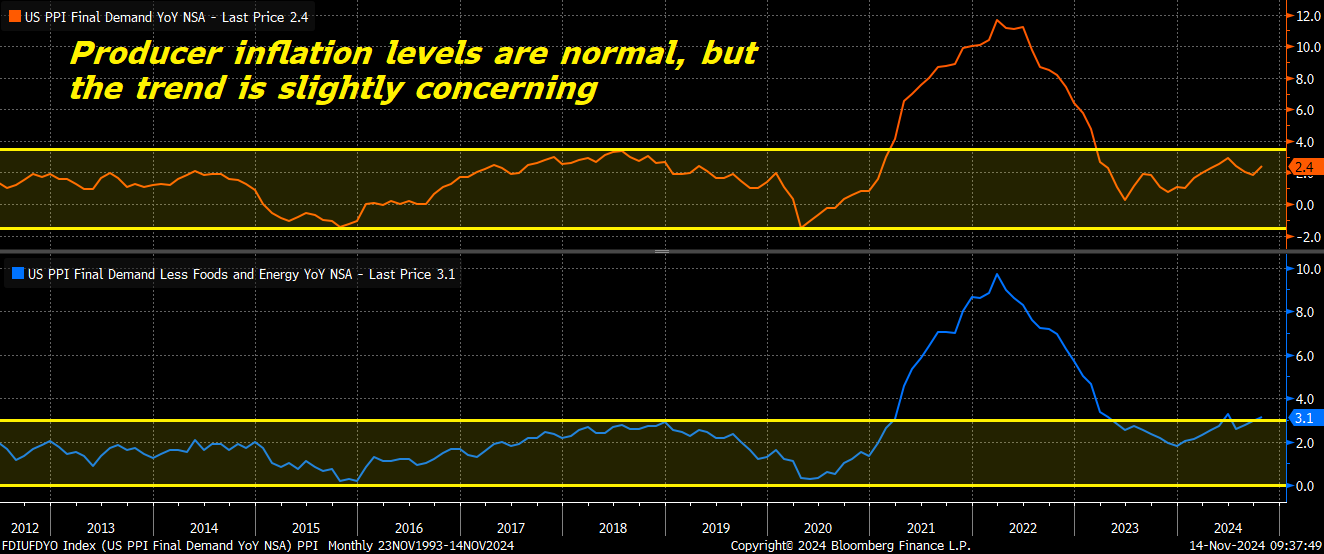 US PPI Final Demand YoY NSA - Last Price 2.4
Producer inflation levels are normal, but
the trend is slightly concerning
12.0
10.0
8.0
6.0
4.0
2.4
2.0
0.0
-2.0
US PPI Final Demand Less Foods and Energy YoY NSA - Last Price 3.1
10.0
8.0
6.0
4.0
3.1
2.0
0.0
2012 2013 2014 2015 2016 2017 2018 2019 2020 2021 2022 2023 2024
FDIUFDYO Index (US PPI Final Demand YoY NSA) PPI Monthly 23NOV1993-14NOV2024 Copyright© 2024 Bloomberg Finance L.P. 14-Nov-2024 09:37:49